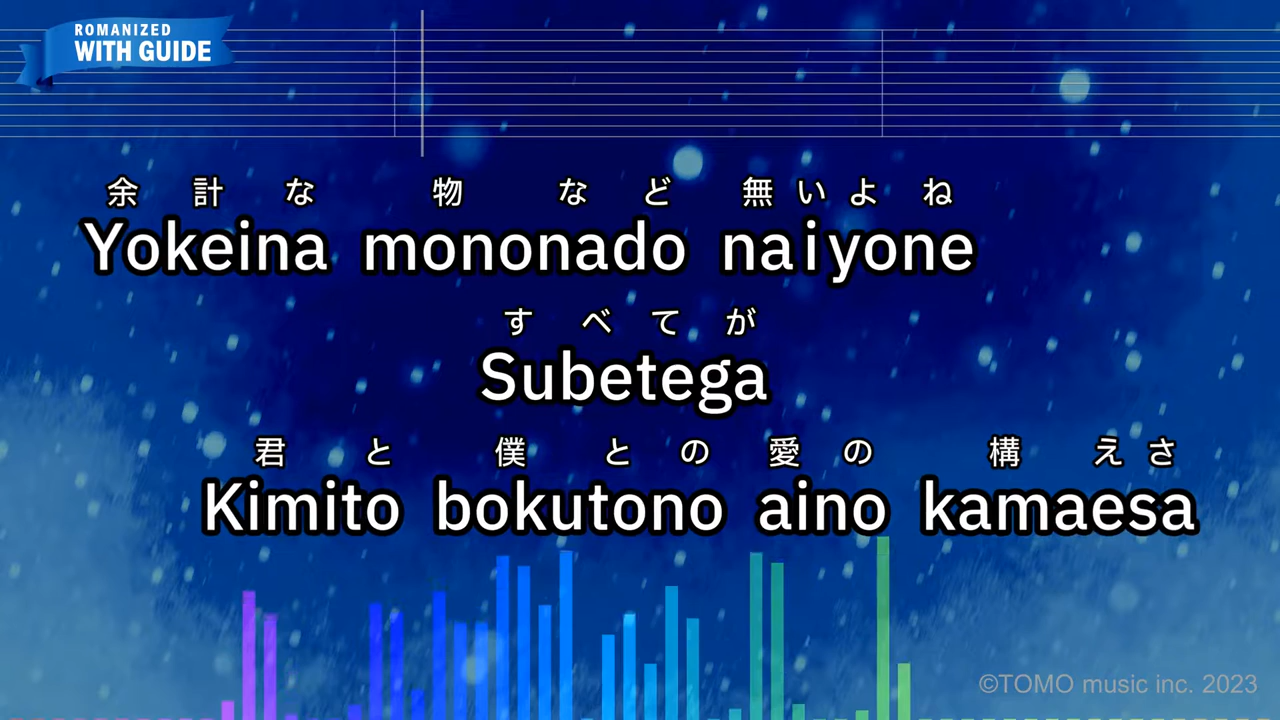 ROMANIZED
WITH GUIDE
余計な 物など 無いよね
Yokeina mononado naiyone
すべてが
Subetega
君と 僕との 愛の 構えさ
Kimito bokutono aino kamaesa
©TOMO music inc. 2023